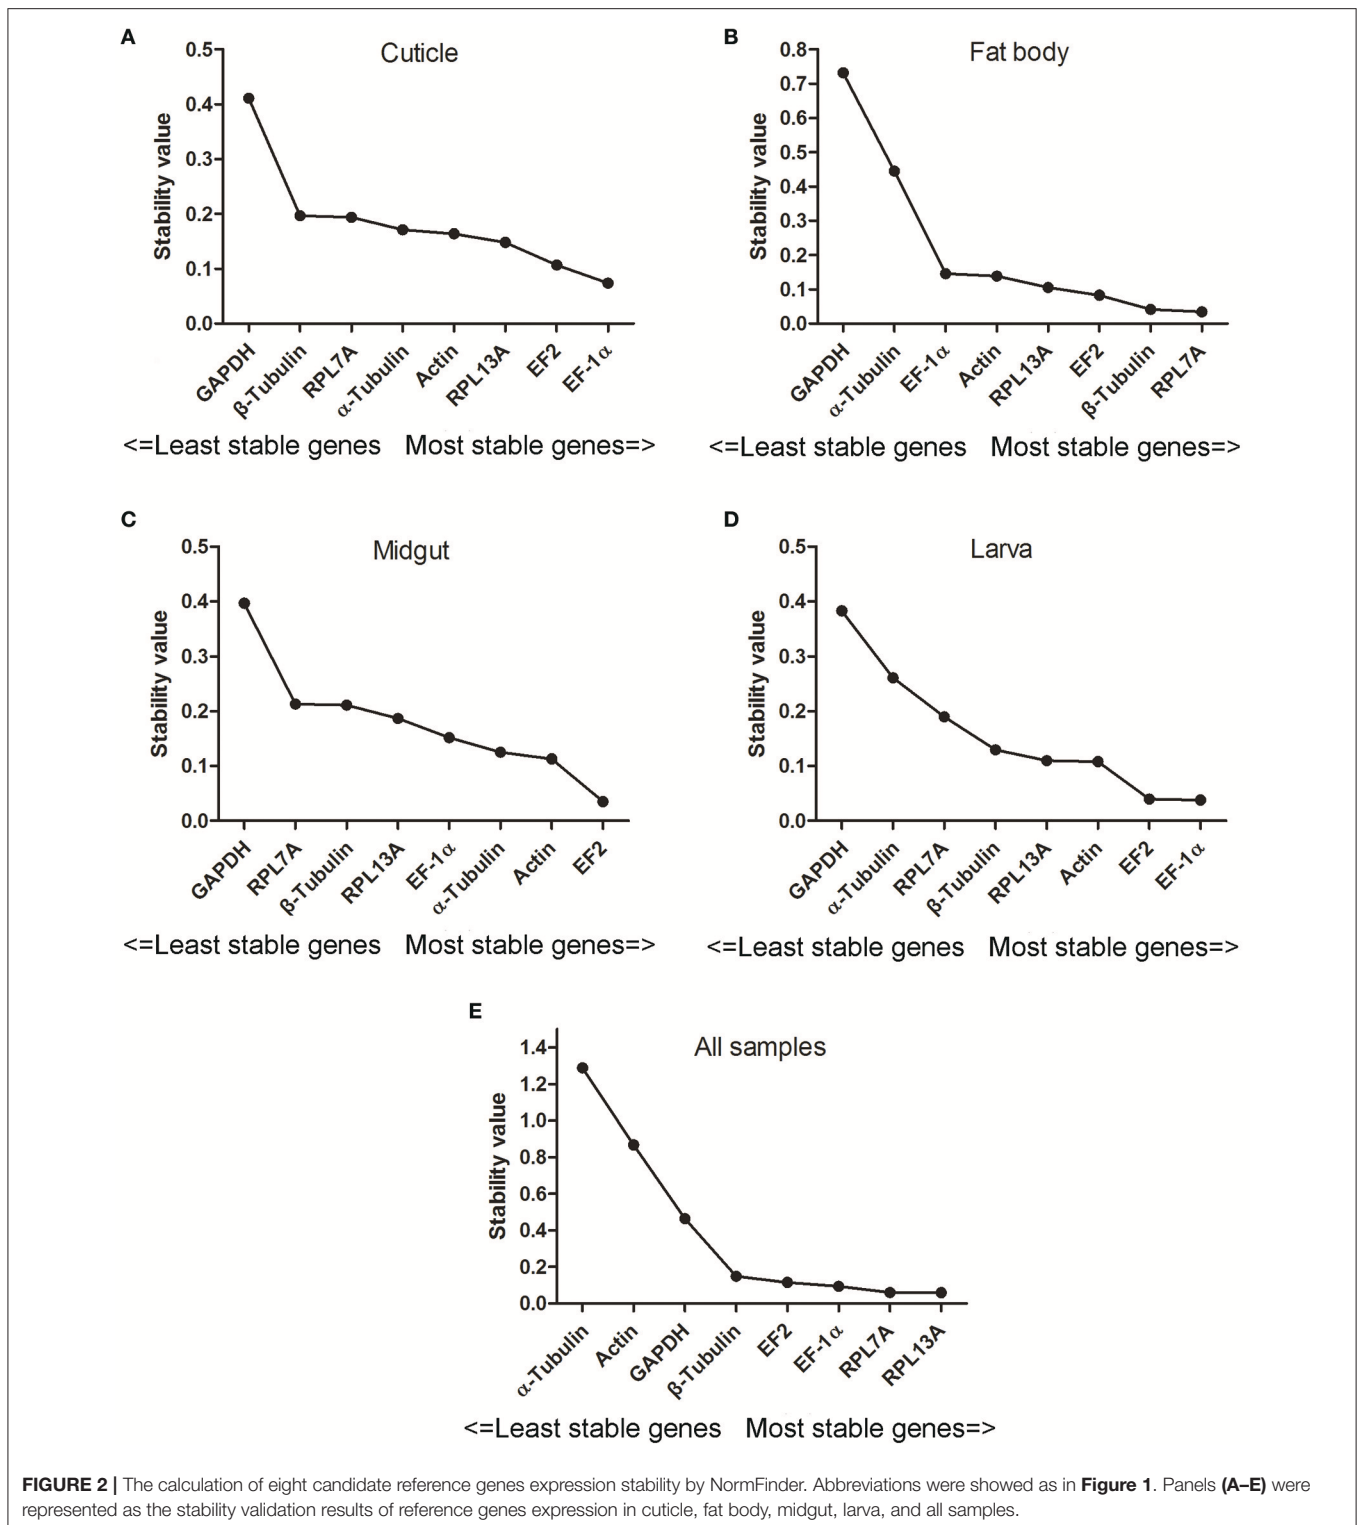 A
Cuticle
Stability value
0.5
0.4
0.3
0.2
0.1
0.0
GAPDH
β-Tubulin
RPL7A
α-Tubulin
Actin
RPL13A
EF2
EF-1α
<=Least stable genes Most stable genes=>
B
Fat body
Stability value
0.8
0.7
0.6
0.5
0.4
0.3
0.2
0.1
0.0
GAPDH
α-Tubulin
EF-1α
Actin
RPL13A
EF2
β-Tubulin
RPL7A
<=Least stable genes Most stable genes=>
C
Midgut
Stability value
0.5
0.4
0.3
0.2
0.1
0.0
GAPDH
RPL7A
β-Tubulin
RPL13A
EF-1α
α-Tubulin
Actin
EF2
<=Least stable genes Most stable genes=>
D
Larva
Stability value
0.5
0.4
0.3
0.2
0.1
0.0
GAPDH
α-Tubulin
RPL7A
β-Tubulin
RPL13A
Actin
EF2
EF-1α
<=Least stable genes Most stable genes=>
E
All samples
Stability value
1.4
1.2
1.0
0.8
0.6
0.4
0.2
0.0
α-Tubulin
Actin
GAPDH
β-Tubulin
EF2
EF-1α
RPL7A
RPL13A
<=Least stable genes Most stable genes=>
FIGURE 2 | The calculation of eight candidate reference genes expression stability by NormFinder. Abbreviations were showed as in Figure 1. Panels (A–E) were
represented as the stability validation results of reference genes expression in cuticle, fat body, midgut, larva, and all samples.